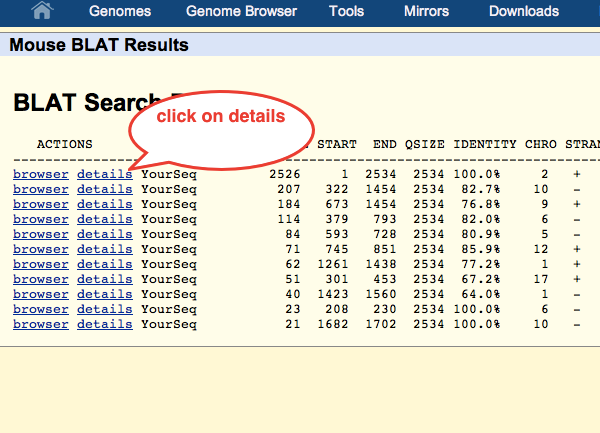 Genomes Genome Browser Tools Mirrors Downloads
Mouse BLAT Results
BLAT Search
click on details
ACTIONS START END QSIZE IDENTITY CHRO STRAN
browser details YourSeq 2526 1 2534 2534 100.0% 2 +
browser details YourSeq 207 322 1454 2534 82.7% 10 -
browser details YourSeq 184 673 1454 2534 76.8% 9 +
browser details YourSeq 114 379 793 2534 82.0% 6 -
browser details YourSeq 84 593 728 2534 80.9% 5 -
browser details YourSeq 71 745 851 2534 85.9% 12 +
browser details YourSeq 62 1261 1438 2534 77.2% 1 +
browser details YourSeq 51 301 453 2534 67.2% 17 +
browser details YourSeq 40 1423 1560 2534 64.0% 1 -
browser details YourSeq 23 208 230 2534 100.0% 6 -
browser details YourSeq 21 1682 1702 2534 100.0% 10 -